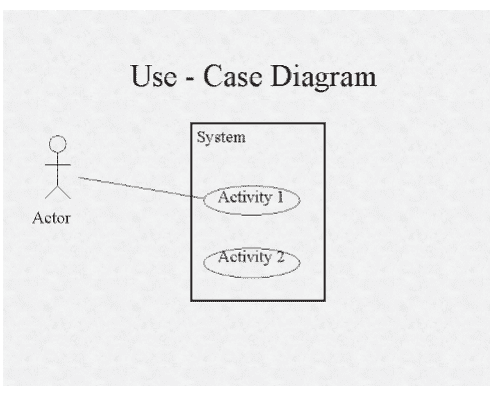 Use - Case Diagram
System
Activity 1
Actor
Activity 2